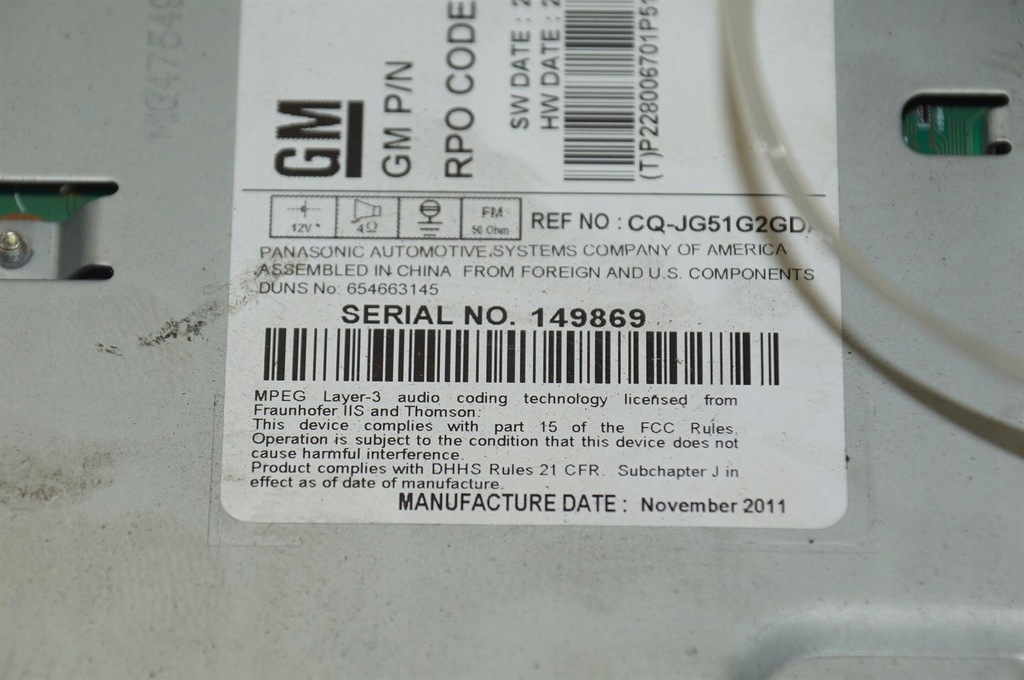 GM
GM P/N
RPO CODE
SW DATE : 2
HW DATE : 2
(T)P228006701P51
12V
4Ω
FM
50 Ohm
REF NO : CQ-JG51G2GD
PANASONIC AUTOMOTIVE SYSTEMS COMPANY OF AMERICA
ASSEMBLED IN CHINA FROM FOREIGN AND U.S. COMPONENTS
DUNS No: 654663145
SERIAL NO. 149869
MPEG Layer-3 audio coding technology licensed from
Fraunhofer IIS and Thomson.
This device complies with part 15 of the FCC Rules.
Operation is subject to the condition that this device does not
cause harmful interference.
Product complies with DHHS Rules 21 CFR. Subchapter J in
effect as of date of manufacture.
MANUFACTURE DATE : November 2011